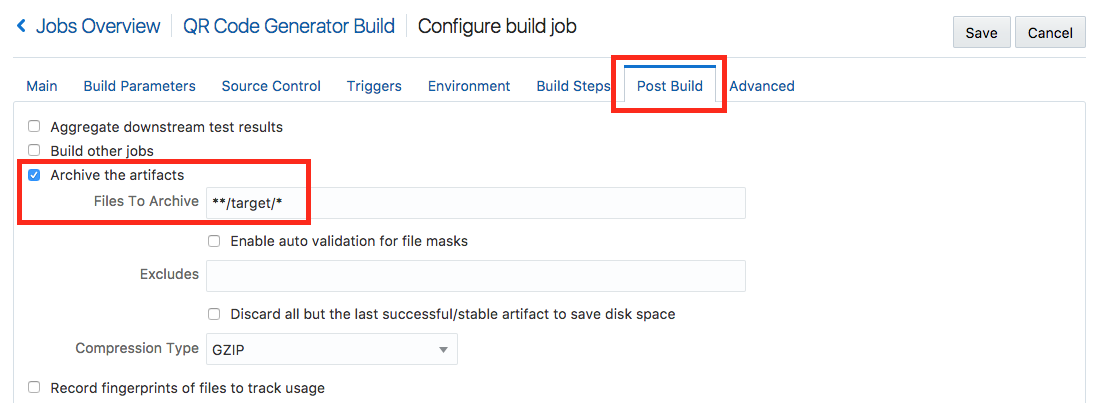 Jobs Overview QR Code Generator Build Configure build job Save Cancel
Main Build Parameters Source Control Triggers Environment Build Steps Post Build Advanced
Aggregate downstream test results
Build other jobs
Archive the artifacts
Files To Archive **/target/*
Enable auto validation for file masks
Excludes
Discard all but the last successful/stable artifact to save disk space
Compression Type GZIP
Record fingerprints of files to track usage